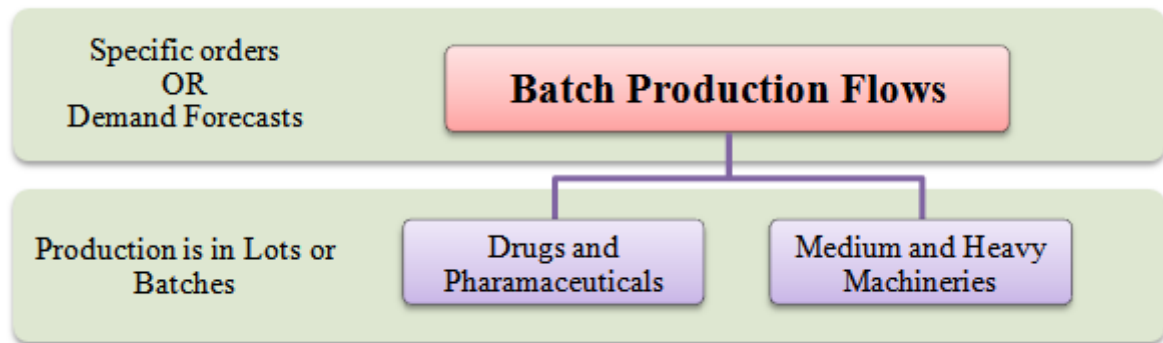 Specific orders
OR
Demand Forecasts
Batch Production Flows
Production is in Lots or
Batches
Drugs and
Pharamaceuticals
Medium and Heavy
Machineries